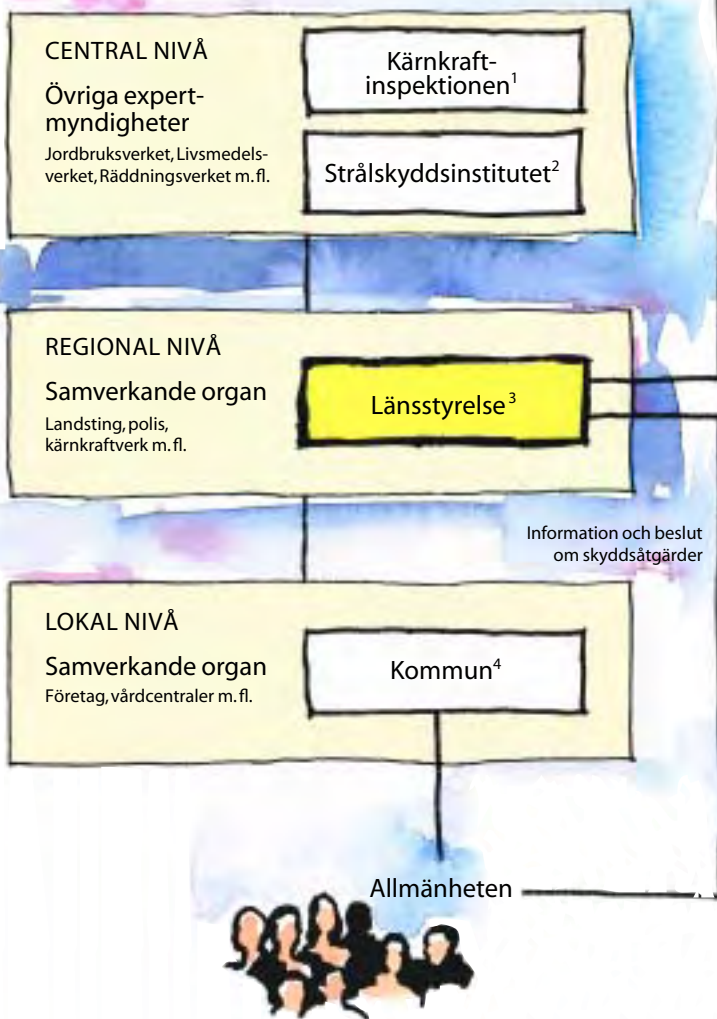 CENTRAL NIVÅ
Övriga expert-
myndigheter
Jordbruksverket, Livsmedels-
verket, Räddningsverket m.fl.
Kärnkraft-
inspektionen¹
Strålskyddsinstitutet²
REGIONAL NIVÅ
Samverkande organ
Landsting, polis,
kärnkraftverk m.fl.
Länsstyrelse³
Information och beslut
om skyddsåtgärder
LOKAL NIVÅ
Samverkande organ
Företag, vårdcentraler m.fl.
Kommun⁴
Allmänheten